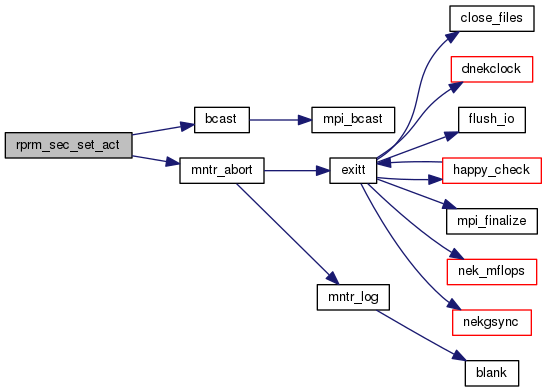 close_files
dnekclock
bcast
mpi_bcast
flush_io
rprm_sec_set_act
mntr_abort
exitt
happy_check
mpi_finalize
nek_mflops
mntr_log
nekgsync
blank